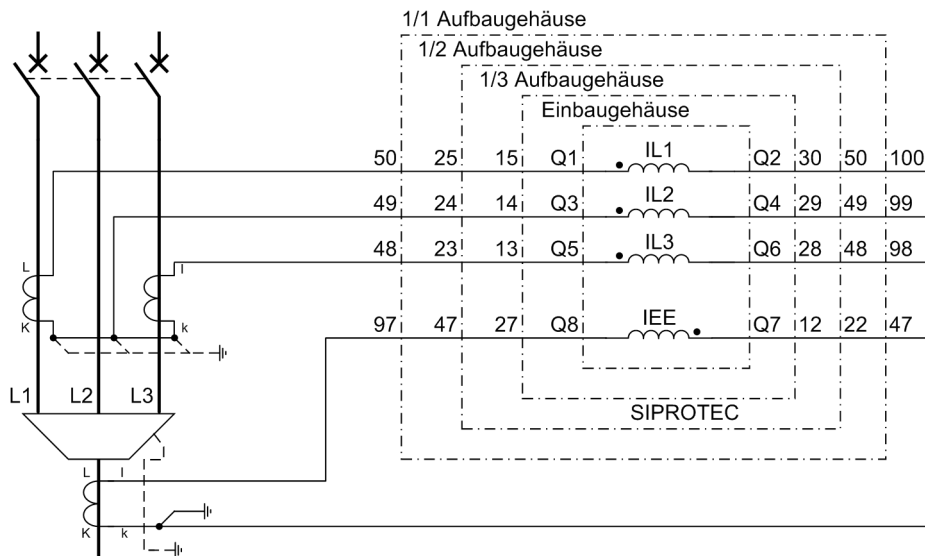 1/1 Aufbaugehäuse
1/2 Aufbaugehäuse
1/3 Aufbaugehäuse
Einbaugehäuse
50 25 15 Q1 IL1 Q2 30 50 100
49 24 14 Q3 IL2 Q4 29 49 99
48 23 13 Q5 IL3 Q6 28 48 98
L l
K k
97 47 27 Q8 IEE Q7 12 22 47
L1 L2 L3
SIPROTEC
L l
K k